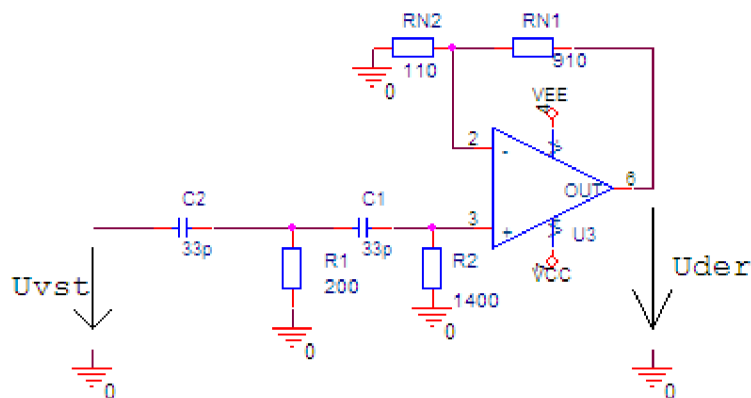 RN2
RN1
0
110
910
VEE
2
-
OUT
6
3
+
U3
VCC
C2
33p
C1
33p
R1
200
R2
1400
0
0
Uvst
0
Uder
0